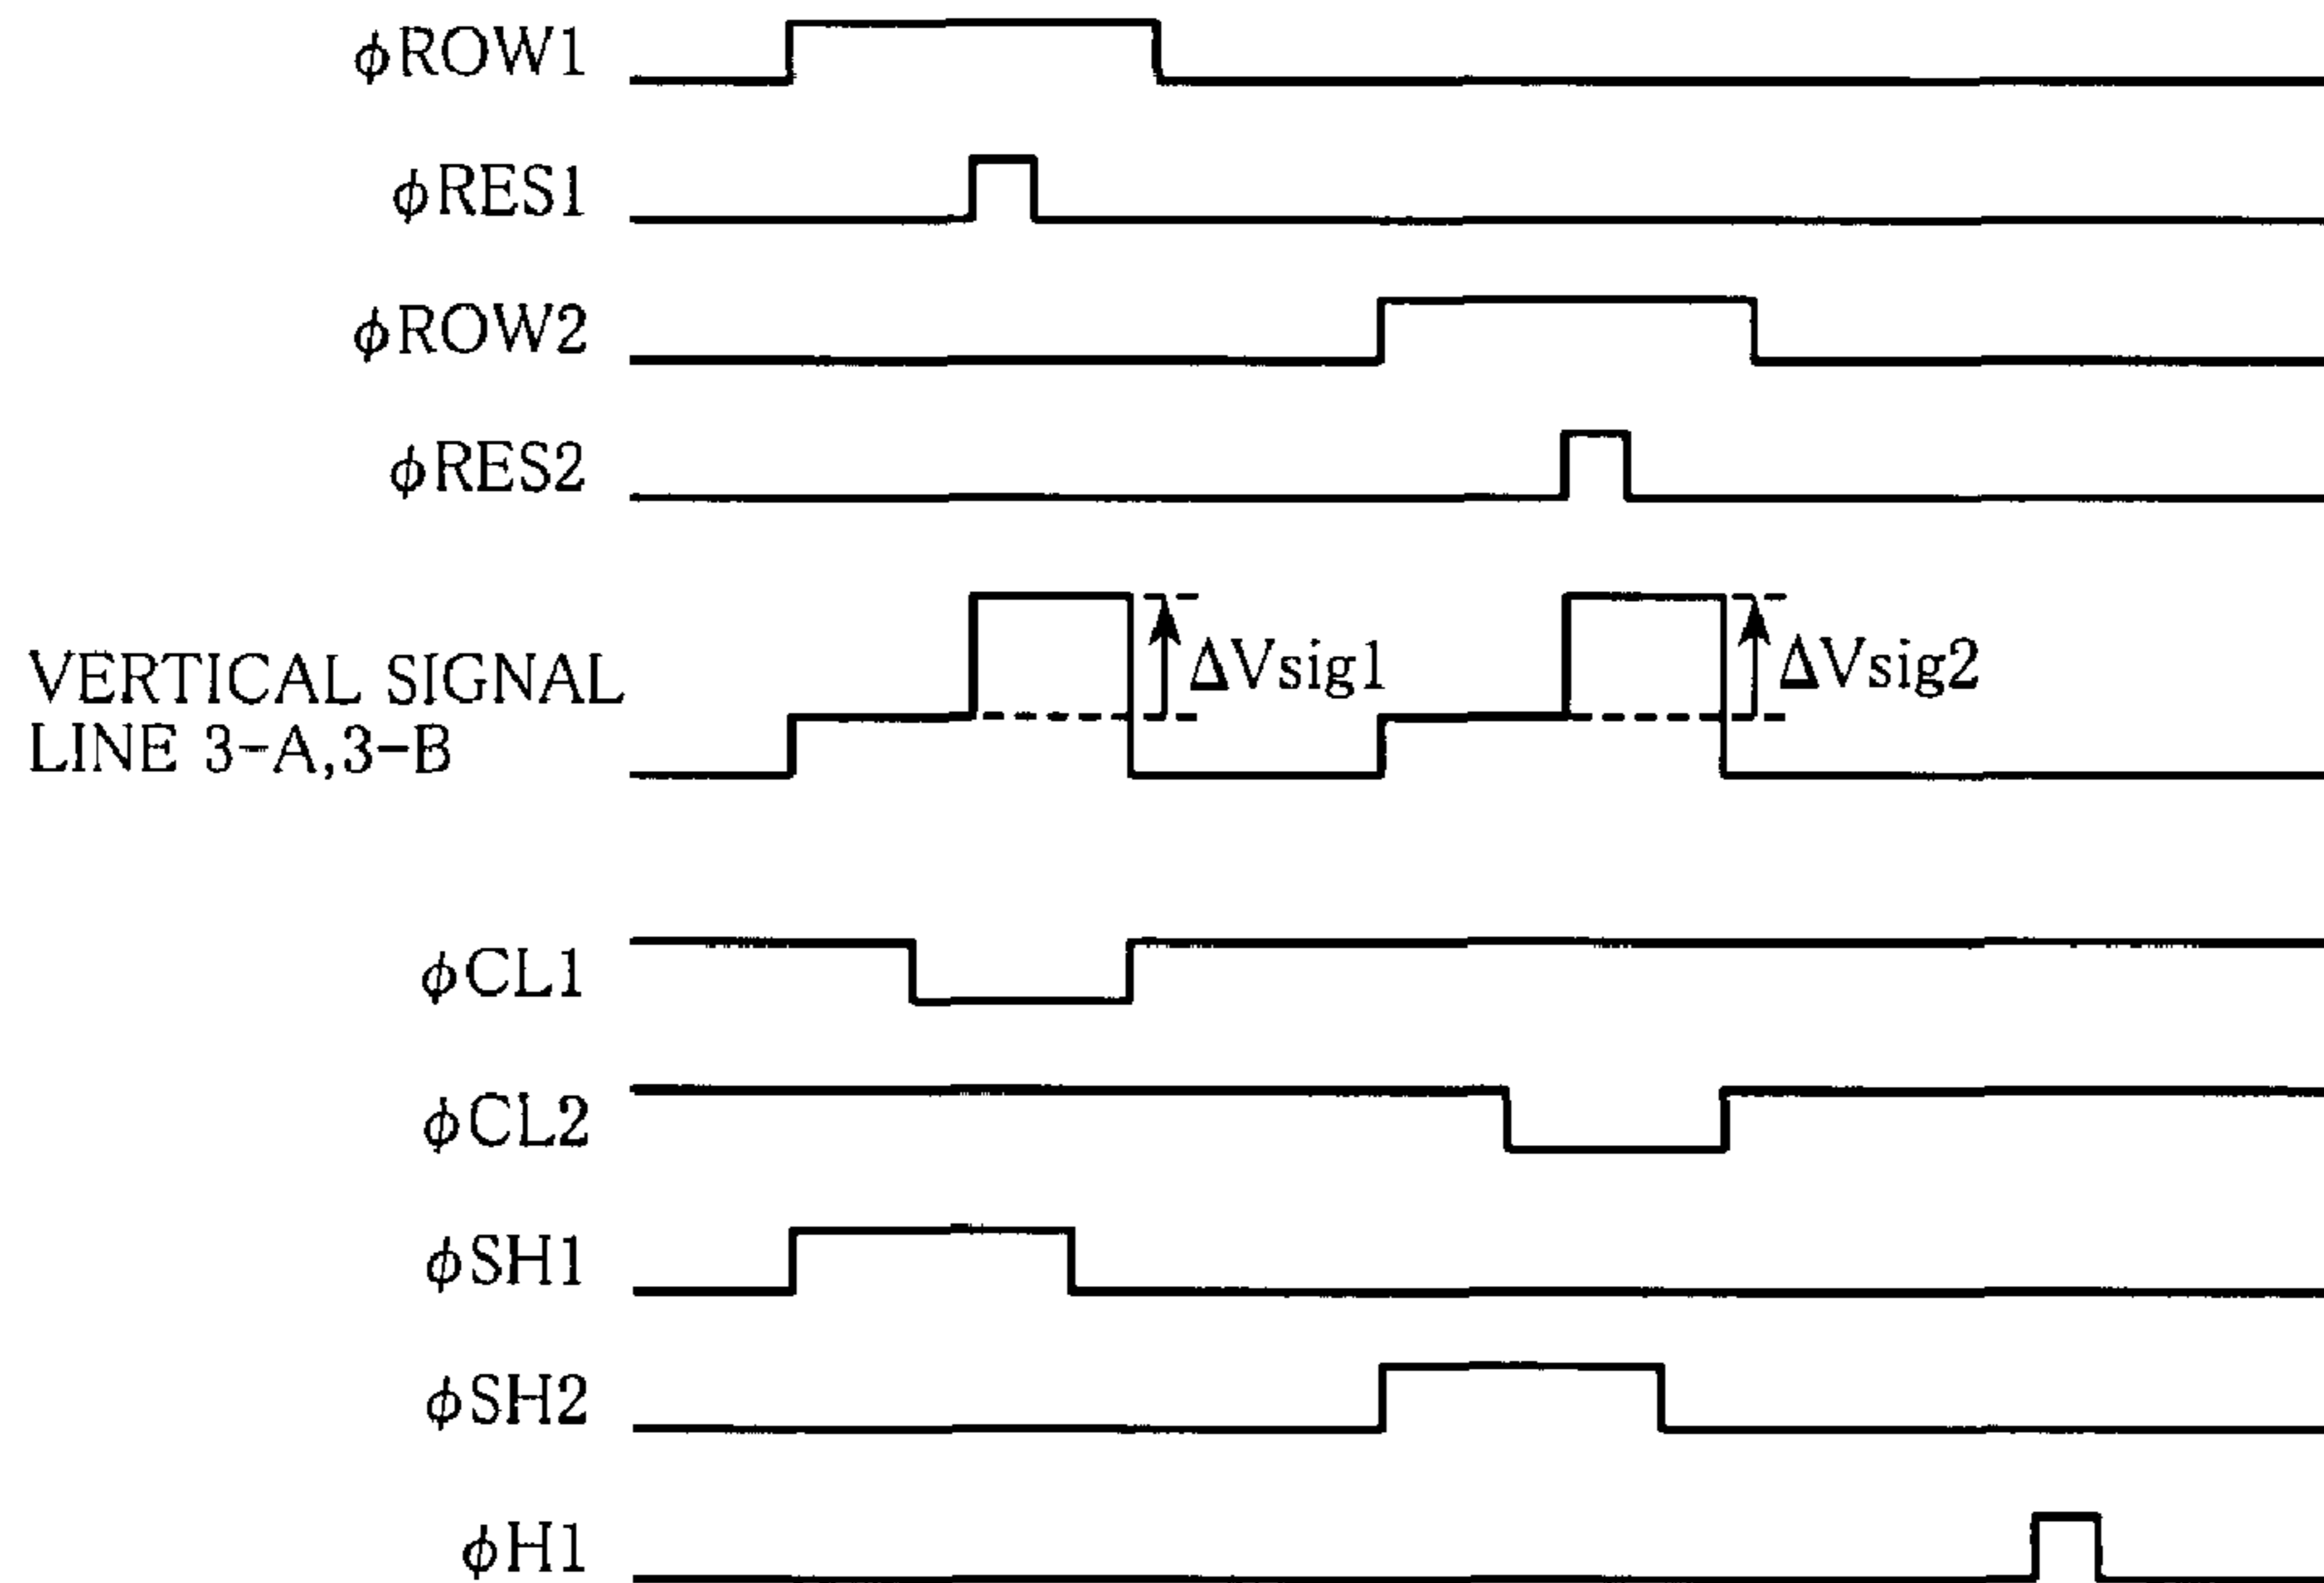 ϕROW1
ϕRES1
ϕROW2
ϕRES2
ΔVsig1
ΔVsig2
VERTICAL SIGNAL
LINE 3-A,3-B
ϕCL1
ϕCL2
ϕSH1
ϕSH2
ϕH1